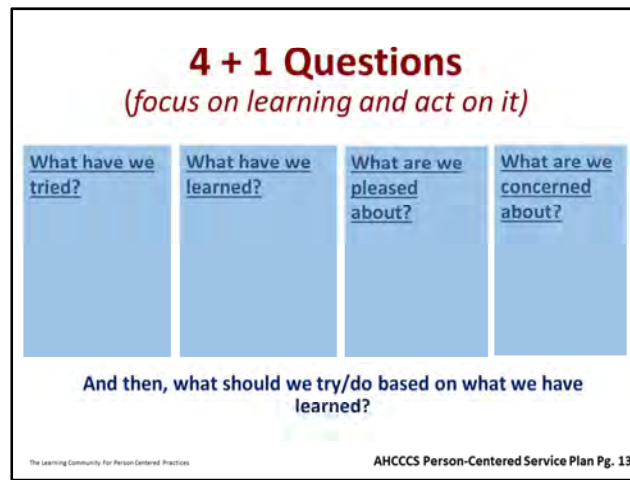 4 + 1 Questions
(focus on learning and act on it)
What have we
tried?
What have we
learned?
What are we
pleased
about?
What are we
concerned
about?
And then, what should we try/do based on what we have
learned?
The Learning Community For Person Centered Practices
AHCCCS Person-Centered Service Plan Pg. 13